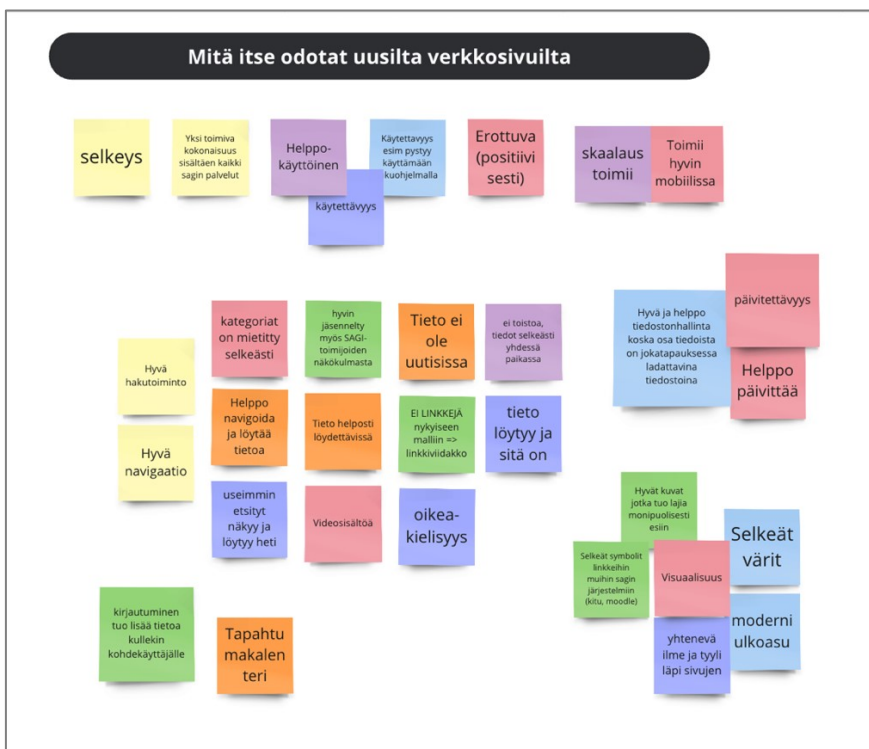 Mitä itse odotat uusilta verkkosivuilta
selkeys
Yksi toimiva
kokonaisuus
sisältäen kaikki
sagin palvelut
Helppo-
käyttöinen
käytettävyys
Käytettavyys
esim pystyy
käyttämään
kuohjelmalla
Erottuva
(positiivi
sesti)
skaalaus
toimii
Toimii
hyvin
mobiilissa
Hyvä
hakutoiminto
Hyvä
navigaatio
kategoriat
on mietitty
selkeästi
hyvin
jäsennelty
myös SAGI-
toimijoiden
näkökulmasta
Tieto ei
ole
uutisissa
ei toistoa,
tiedot selkeästi
yhdessä
paikassa
Helppo
navigoida
ja löytää
tietoa
Tieto helposti
löydettävissä
EI LINKKEJÄ
nykyiseen
malliin =>
linkkiviidakko
tieto
löytyy ja
sitä on
useimmin
etsityt
näkyy ja
löytyy heti
Videosisältöä
oikea-
kielisyys
Hyvä ja helppo
tiedostonhallinta
koska osa tiedoista
on jokatapauksessa
ladattavina
tiedostoina
päivitettävyys
Helppo
päivittää
Hyvät kuvat
jotka tuo lajia
monipuolisesti
esiin
Selkeät symbolit
linkkeihin
muihin sagin
järjestelmiin
(kitu, moodle)
Visuaalisuus
Selkeät
värit
yhtenevä
ilme ja tyyli
läpi sivujen
moderni
ulkoasu
kirjautuminen
tuo lisää tietoa
kullekin
kohdekäyttäjälle
Tapahtu
makalen
teri